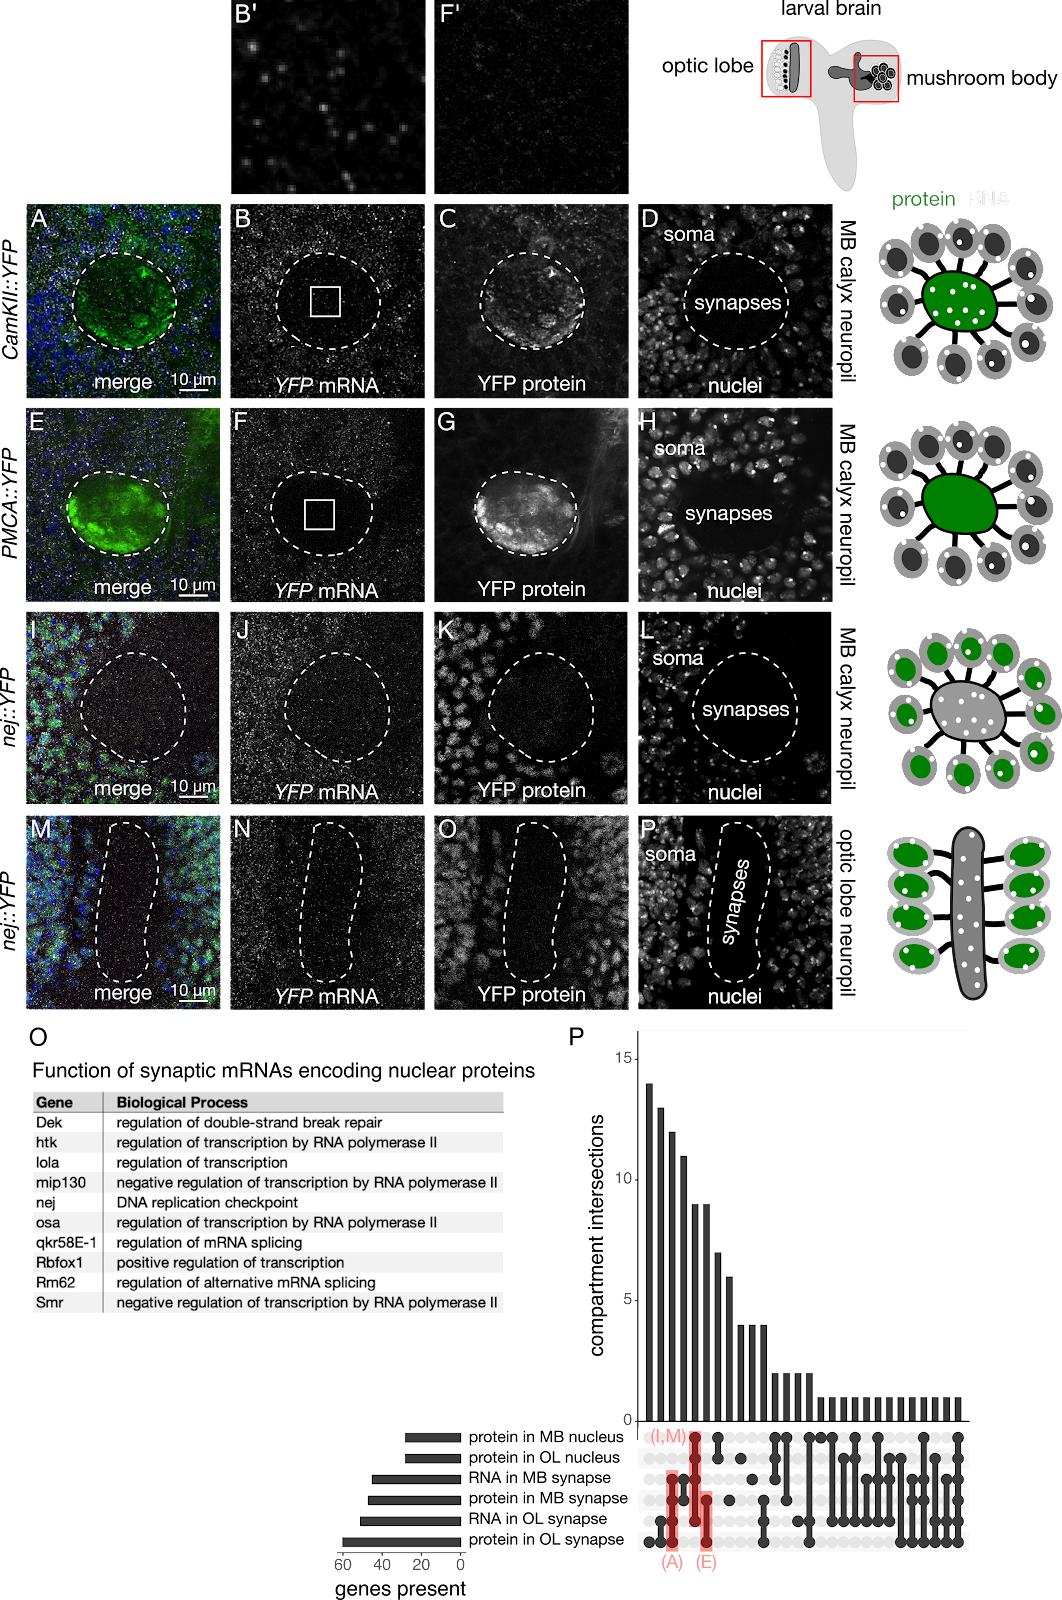 B'
F'
larval brain
optic lobe
mushroom body
protein RNA
A
B
C
D
soma
synapses
CamKII::YFP
merge
10 µm
YFP mRNA
YFP protein
nuclei
MB calyx neuropil
E
F
G
H
soma
synapses
PMCA::YFP
merge
10 µm
YFP mRNA
YFP protein
nuclei
MB calyx neuropil
I
J
K
L
soma
synapses
nej::YFP
merge
10 µm
YFP mRNA
YFP protein
nuclei
MB calyx neuropil
M
N
O
P
soma
synapses
nej::YFP
merge
10 µm
YFP mRNA
YFP protein
nuclei
optic lobe neuropil
O
Function of synaptic mRNAs encoding nuclear proteins
Gene Biological Process
Dek regulation of double-strand break repair
htk regulation of transcription by RNA polymerase II
lola regulation of transcription
mip130 negative regulation of transcription by RNA polymerase II
nej DNA replication checkpoint
osa regulation of transcription by RNA polymerase II
qkr58E-1 regulation of mRNA splicing
Rbfox1 positive regulation of transcription
Rm62 regulation of alternative mRNA splicing
Smr negative regulation of transcription by RNA polymerase II
P
compartment intersections
15
10
5
0
protein in MB nucleus
protein in OL nucleus
RNA in MB synapse
protein in MB synapse
RNA in OL synapse
protein in OL synapse
(I,M)
(A)
(E)
60 40 20 0
genes present